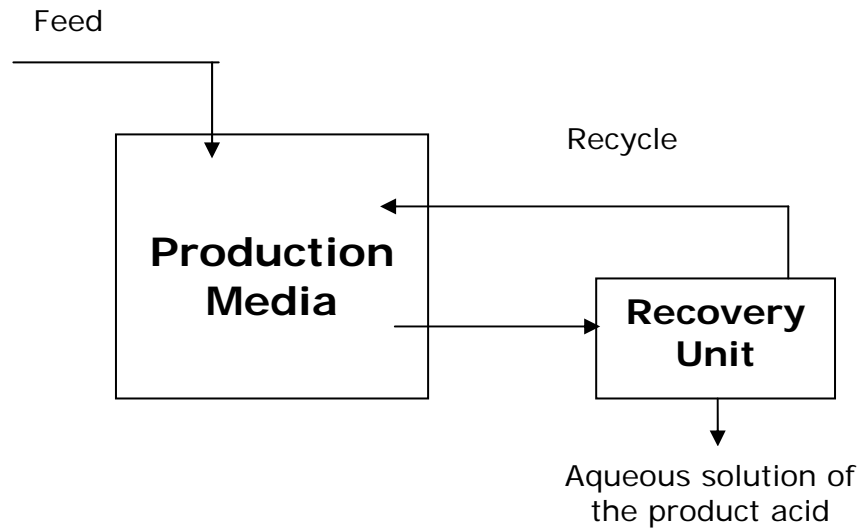 Feed
Recycle
Production
Media
Recovery
Unit
Aqueous solution of
the product acid